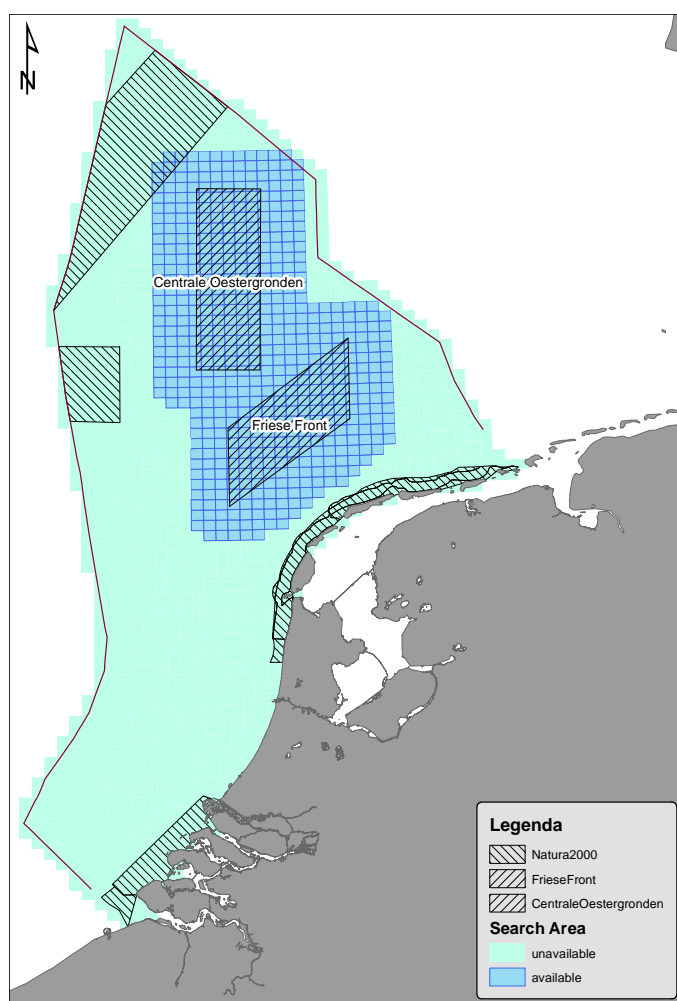 N
Centrale Oestergronden
Friese Front
Legenda
Natura2000
FrieseFront
CentraleOestergronden
Search Area
unavailable
available